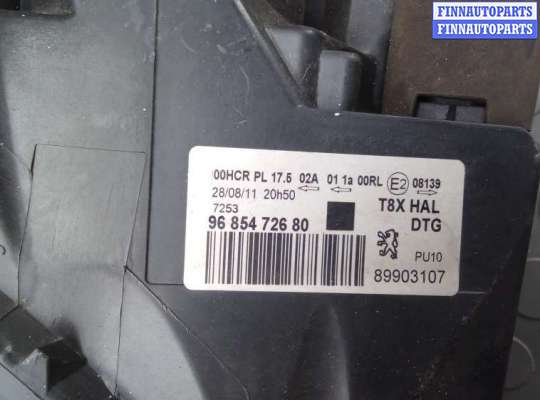 FINNAUTOPARTS
FINNAUTOPARTS
00HCR PL 17.5 02A 01 1a 00RL E2 08139
28/08/11 20h50
7253
T8X HAL
96 854 726 80
DTG
PU10
89903107